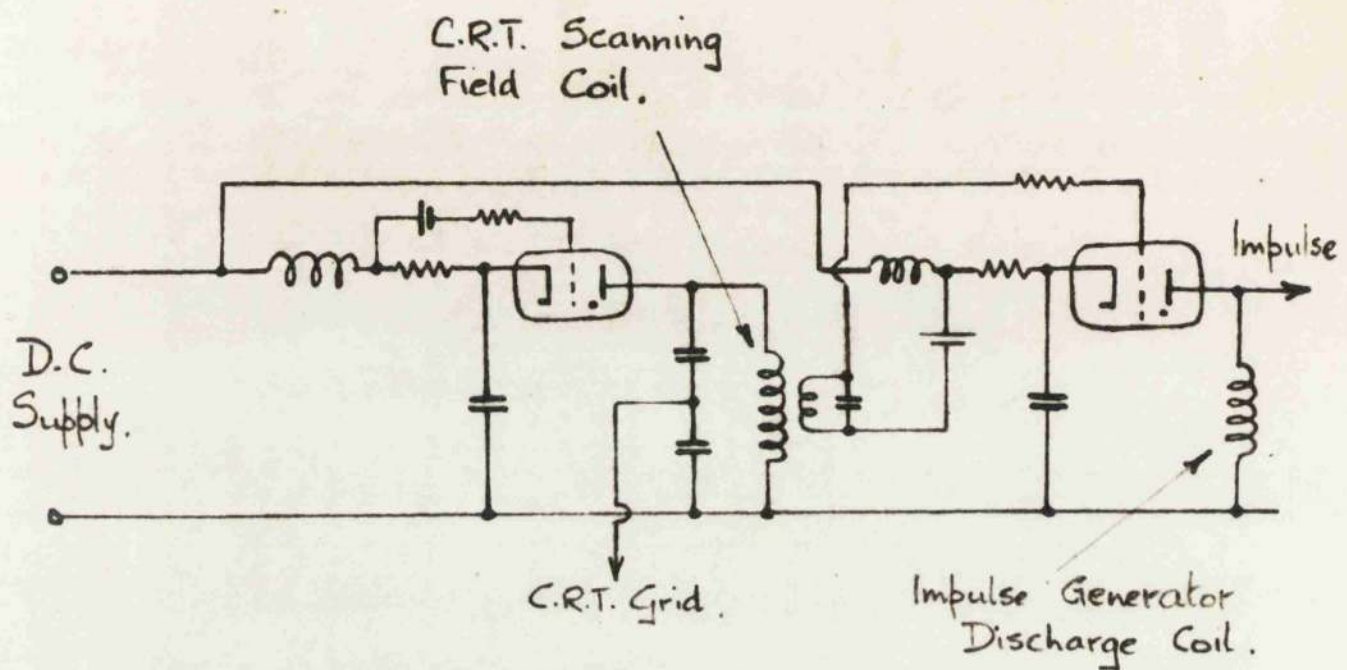 C.R.T. Scanning
Field Coil.
Impulse
D.C.
Supply.
C.R.T. Grid.
Impulse Generator
Discharge Coil.